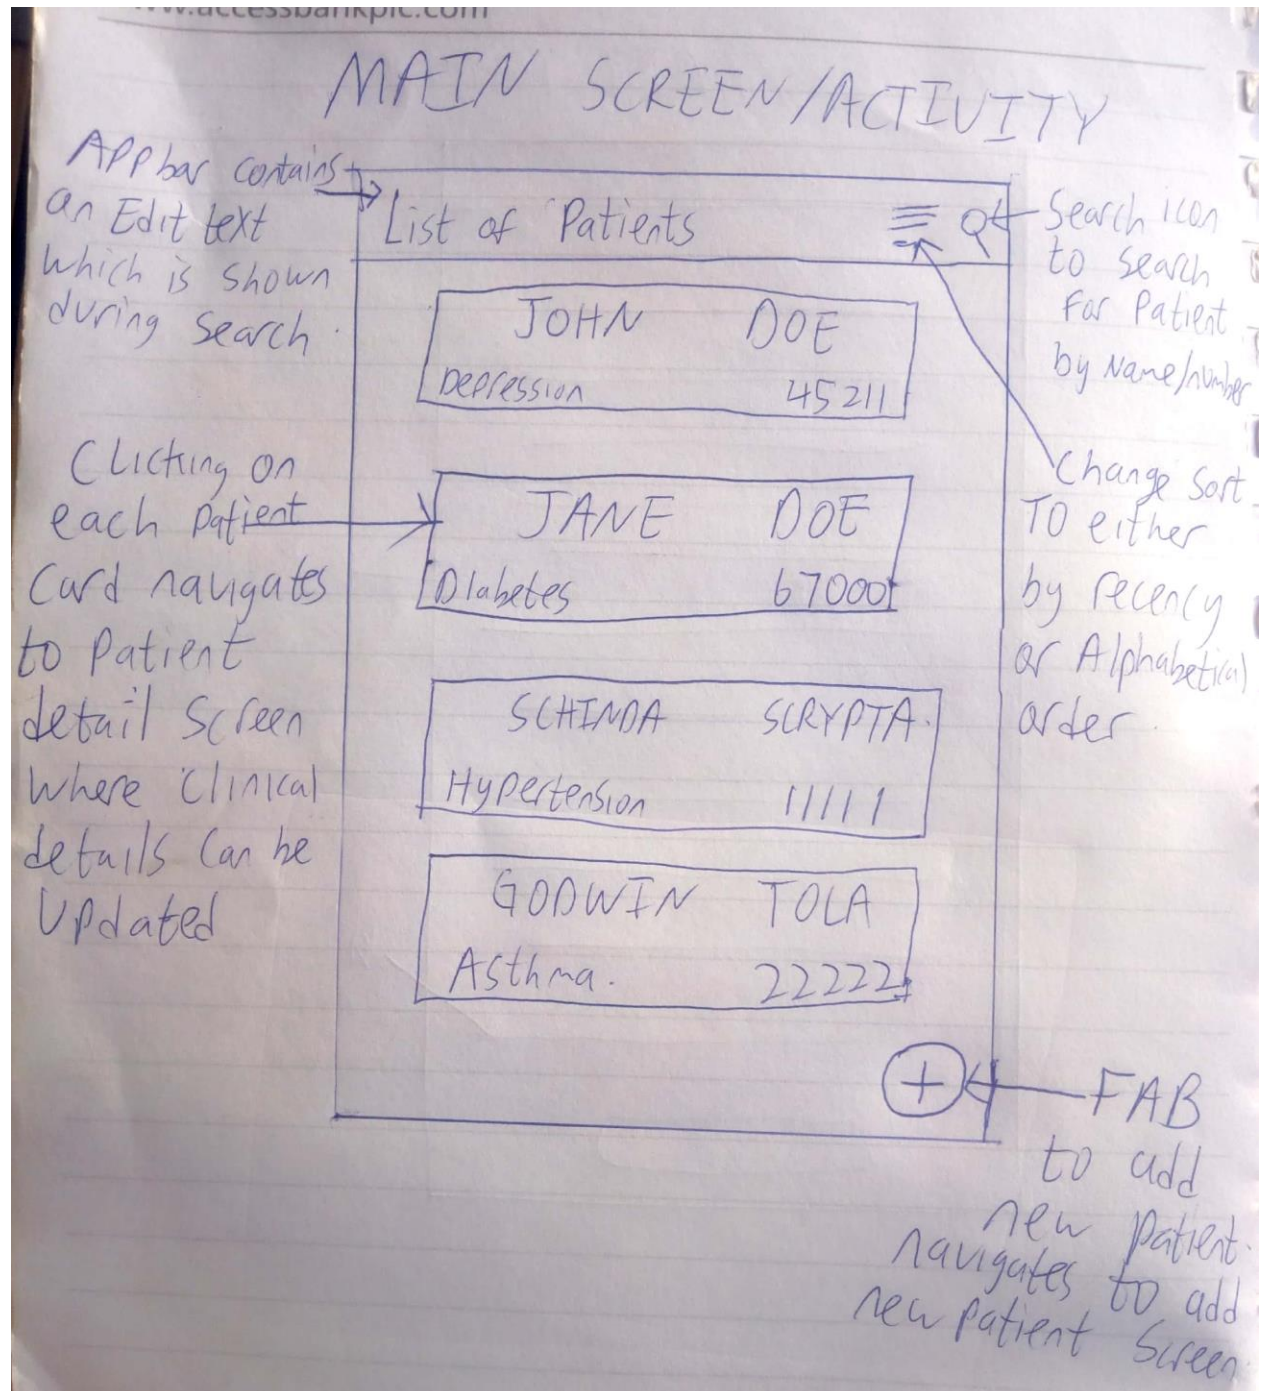 www.accessbankplc.com
MAIN SCREEN/ACTIVITY
APPbar contains
an Edit text
which is shown
during search.
List of Patients
Search icon
to search
for Patient
by Name/number
JOHN DOE
Depression 45211
Clicking on
each patient
Card navigates
to Patient
detail Screen
Where Clinical
details Can be
Updated
JANE DOE
Diabetes 67000
Change Sort
TO either
by recency
or Alphabetical
order.
SCHINDA SCRYPTA.
Hypertension 11111
GODWIN TOLA
Asthma. 22222
+
FAB
to add
new patient.
navigates to add
new patient Screen.